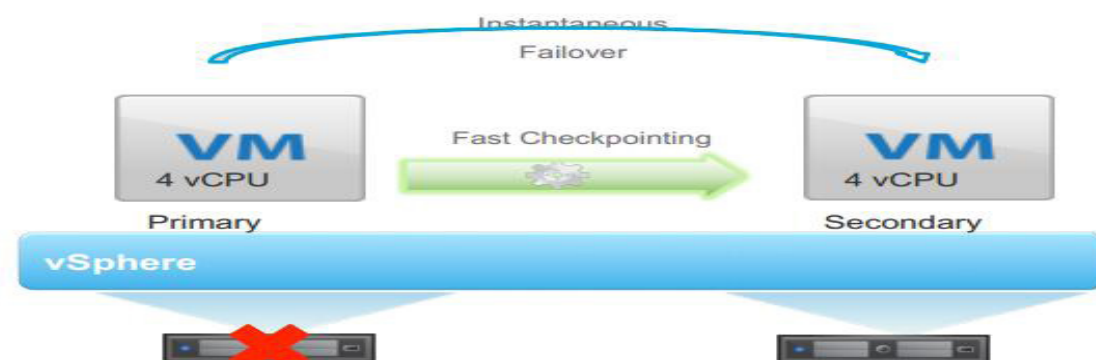 Instantaneous
Failover
VM
4 vCPU
Primary
Fast Checkpointing
VM
4 vCPU
Secondary
vSphere